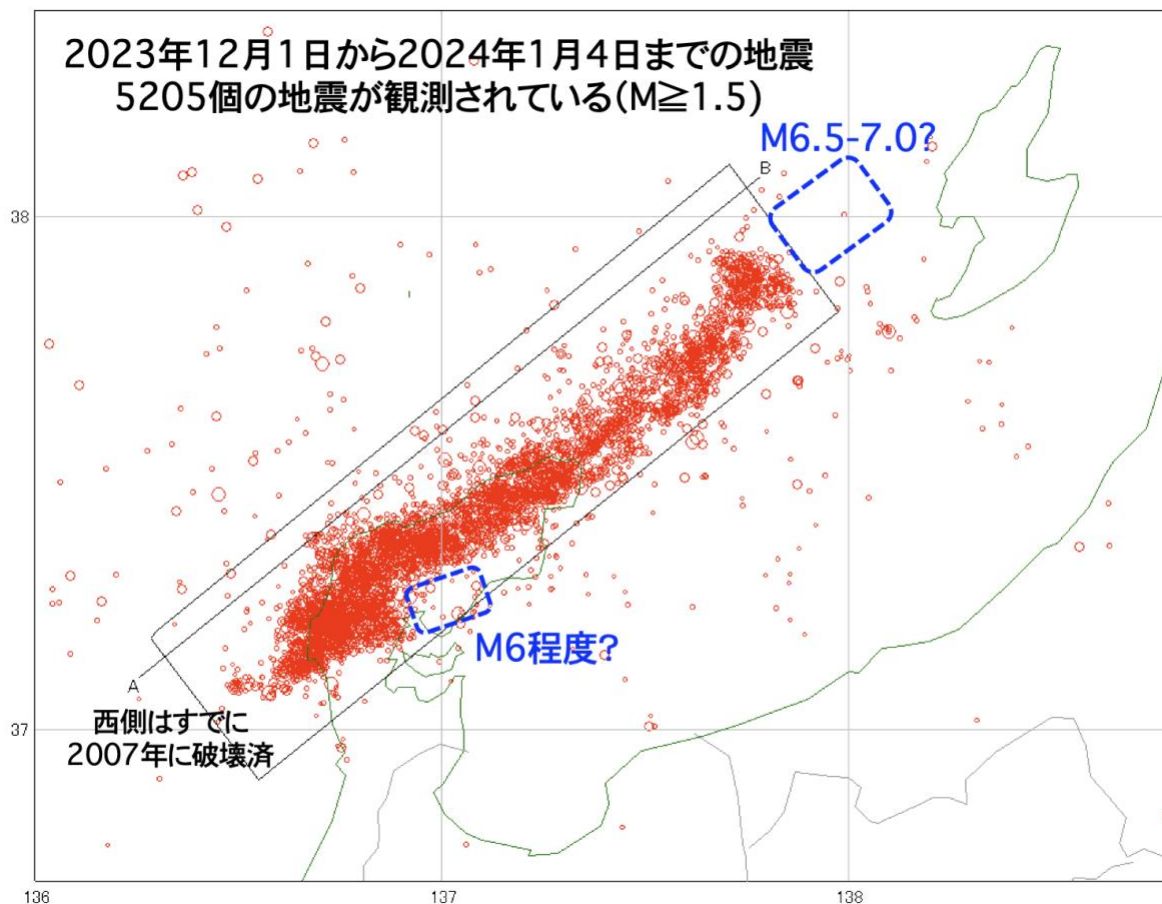 2023年12月1日から2024年1月4日までの地震
5205個の地震が観測されている(M≧1.5)
M6.5-7.0?
B
38
M6程度?
A
西側はすでに
2007年に破壊済
37
136
137
138